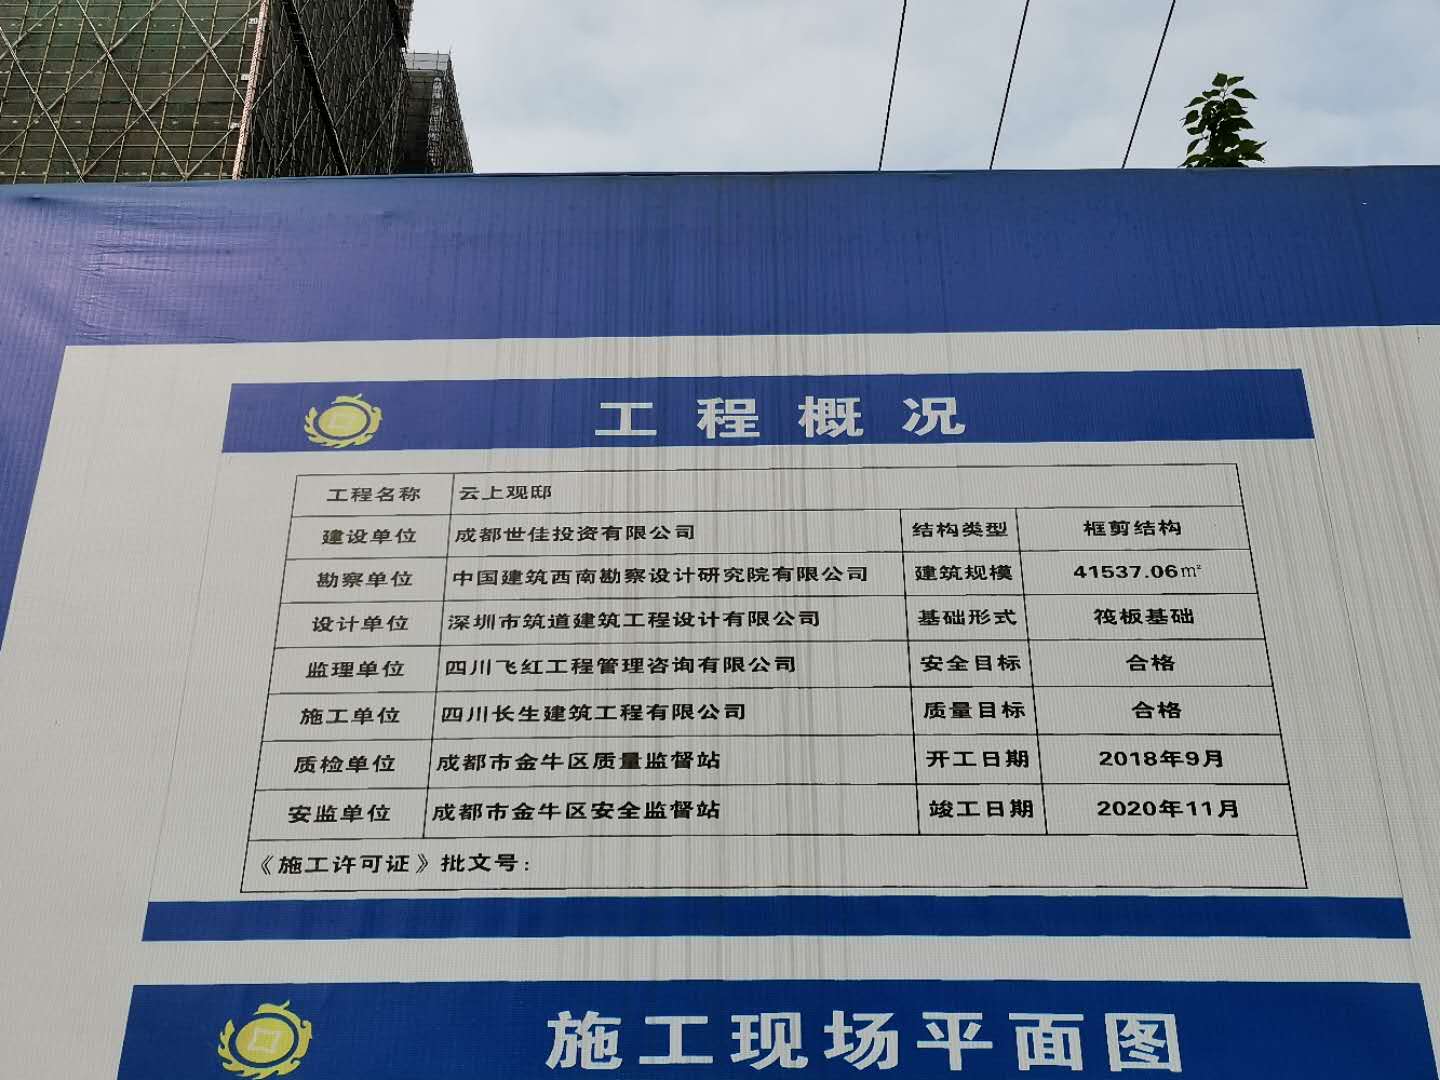 工程概况
工程名称 云上观邸
建设单位 成都世佳投资有限公司 结构类型 框剪结构
勘察单位 中国建筑西南勘察设计研究院有限公司 建筑规模 41537.06㎡
设计单位 深圳市筑道建筑工程设计有限公司 基础形式 筏板基础
监理单位 四川飞红工程管理咨询有限公司 安全目标 合格
施工单位 四川长生建筑工程有限公司 质量目标 合格
质检单位 成都市金牛区质量监督站 开工日期 2018年9月
安监单位 成都市金牛区安全监督站 竣工日期 2020年11月
《施工许可证》批文号：
施工现场平面图